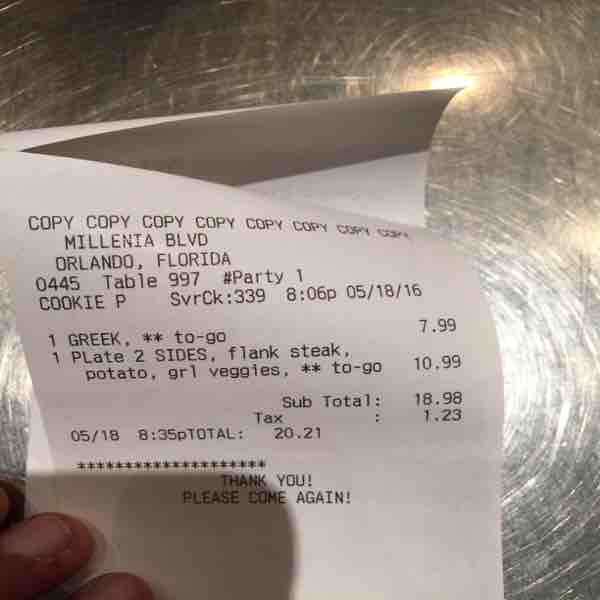 COPY COPY COPY COPY COPY COPY COPY COPY
MILLENIA BLVD
ORLANDO, FLORIDA
0445 Table 997 #Party 1
COOKIE P SvrCk:339 8:06p 05/18/16
1 GREEK, ** to-go 7.99
1 PLate 2 SIDES, flank steak,
potato, grl veggies, ** to-go 10.99
Sub Total: 18.98
Tax : 1.23
05/18 8:35pTOTAL: 20.21
********************
THANK YOU!
PLEASE COME AGAIN!